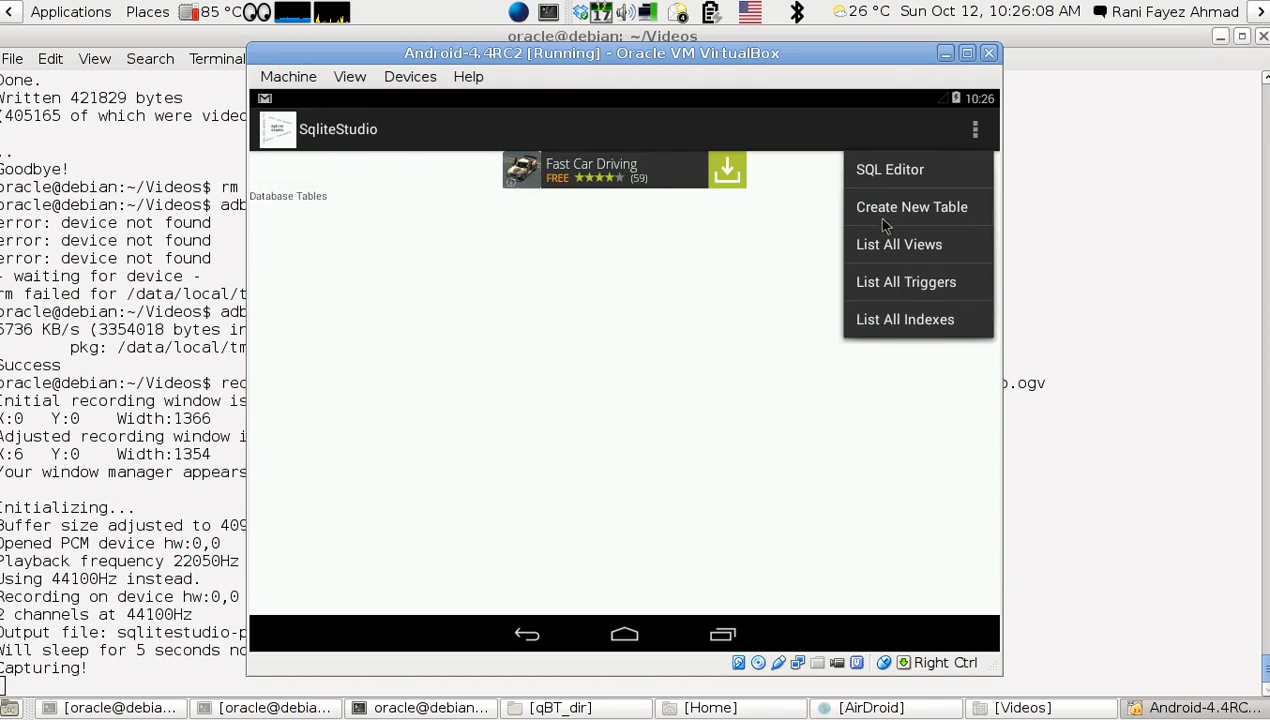 Applications Places 85 °C 17 26 °C Sun Oct 12, 10:26:08 AM Rani Fayez Ahmad
oracle@debian: ~/Videos
File Edit View Search Terminal
Android-4.4RC2 [Running] - Oracle VM VirtualBox
Machine View Devices Help
10:26
SqliteStudio
Fast Car Driving
FREE (59)
Database Tables
SQL Editor
Create New Table
List All Views
List All Triggers
List All Indexes
Right Ctrl
Done.
Written 421829 bytes
(405165 of which were vide
..
Goodbye!
oracle@debian:~/Videos$ rm
oracle@debian:~/Videos$ adb
error: device not found
error: device not found
error: device not found
- waiting for device -
rm failed for /data/local/t
oracle@debian:~/Videos$ adb
5736 KB/s (3354018 bytes in
pkg: /data/local/tm
Success
oracle@debian:~/Videos$ rec
o.ogv
Initial recording window is
X:0 Y:0 Width:1366
Adjusted recording window i
X:6 Y:0 Width:1354
Your window manager appears
Initializing...
Buffer size adjusted to 409
Opened PCM device hw:0,0
Playback frequency 22050Hz
Using 44100Hz instead.
Recording on device hw:0,0
2 channels at 44100Hz
Output file: sqlitestudio-p
Will sleep for 5 seconds no
Capturing!
[oracle@debia... [oracle@debia... oracle@debian... [qBT_dir] [Home] [AirDroid] [Videos] Android-4.4RC...